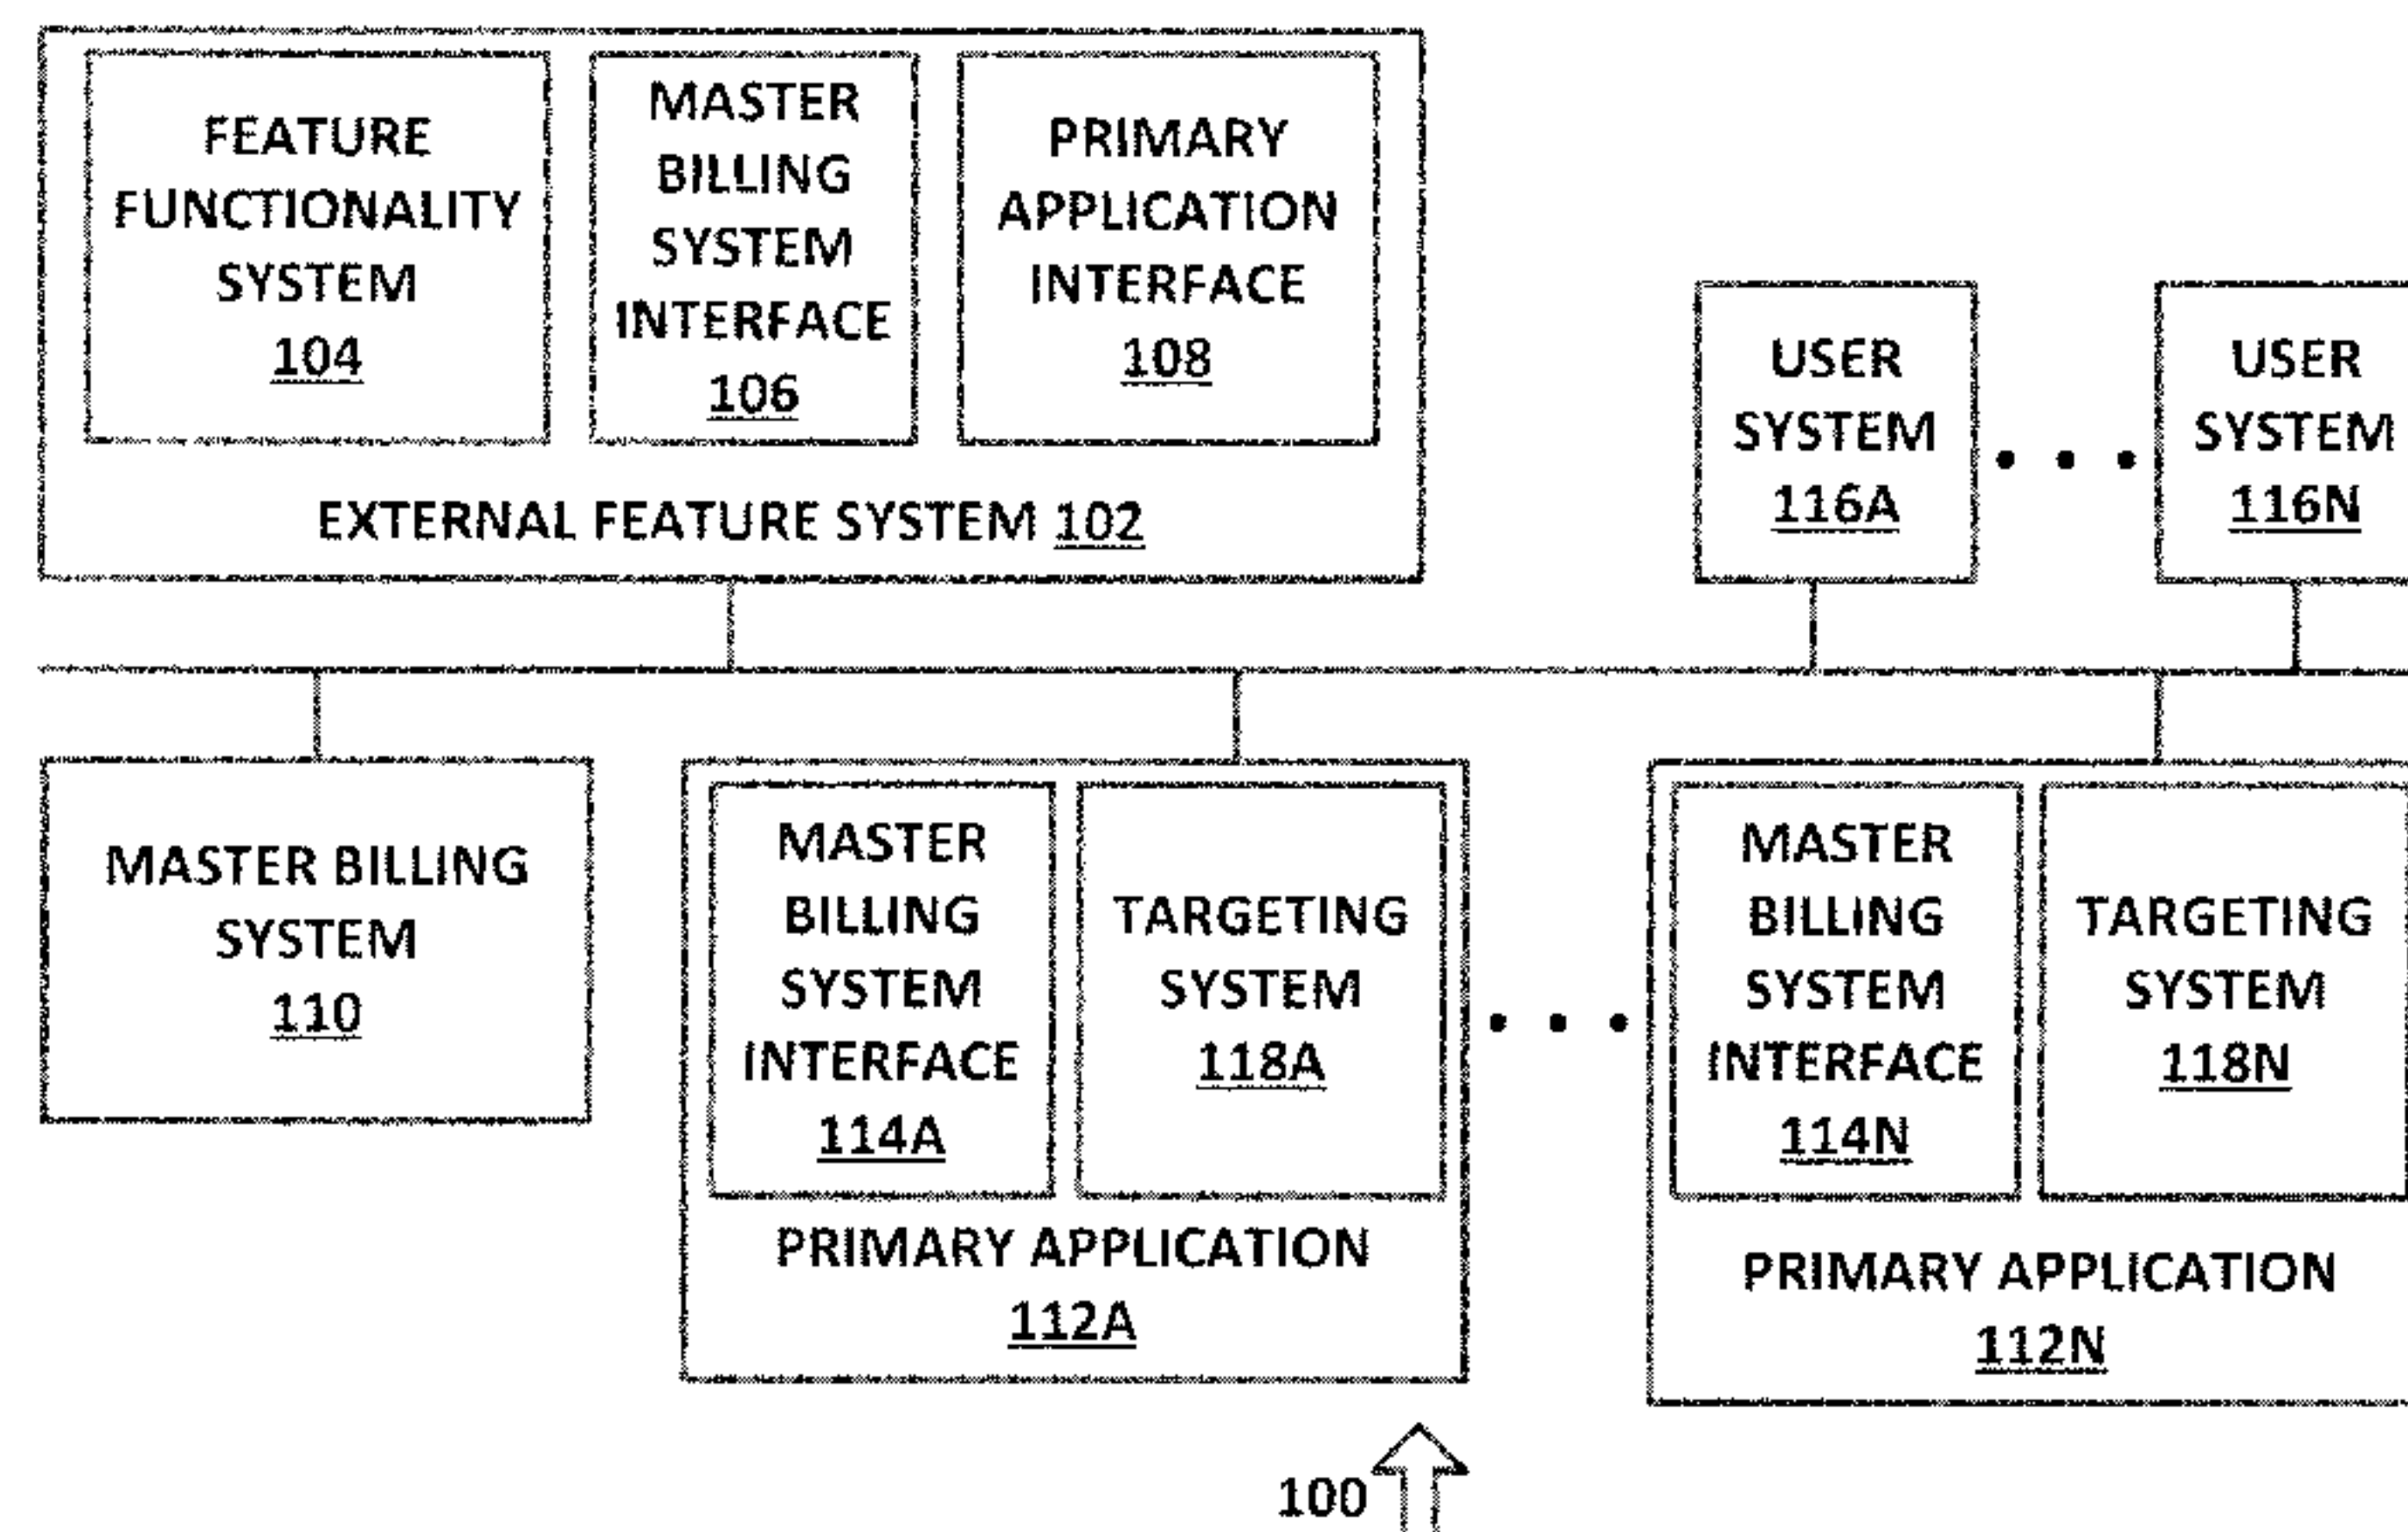 FEATURE
FUNCTIONALITY
SYSTEM
104
MASTER
BILLING
SYSTEM
INTERFACE
106
PRIMARY
APPLICATION
INTERFACE
108
EXTERNAL FEATURE SYSTEM 102
USER
SYSTEM
116A
• • •
USER
SYSTEM
116N
MASTER BILLING
SYSTEM
110
MASTER
BILLING
SYSTEM
INTERFACE
114A
TARGETING
SYSTEM
118A
PRIMARY APPLICATION
112A
• • •
MASTER
BILLING
SYSTEM
INTERFACE
114N
TARGETING
SYSTEM
118N
PRIMARY APPLICATION
112N
100